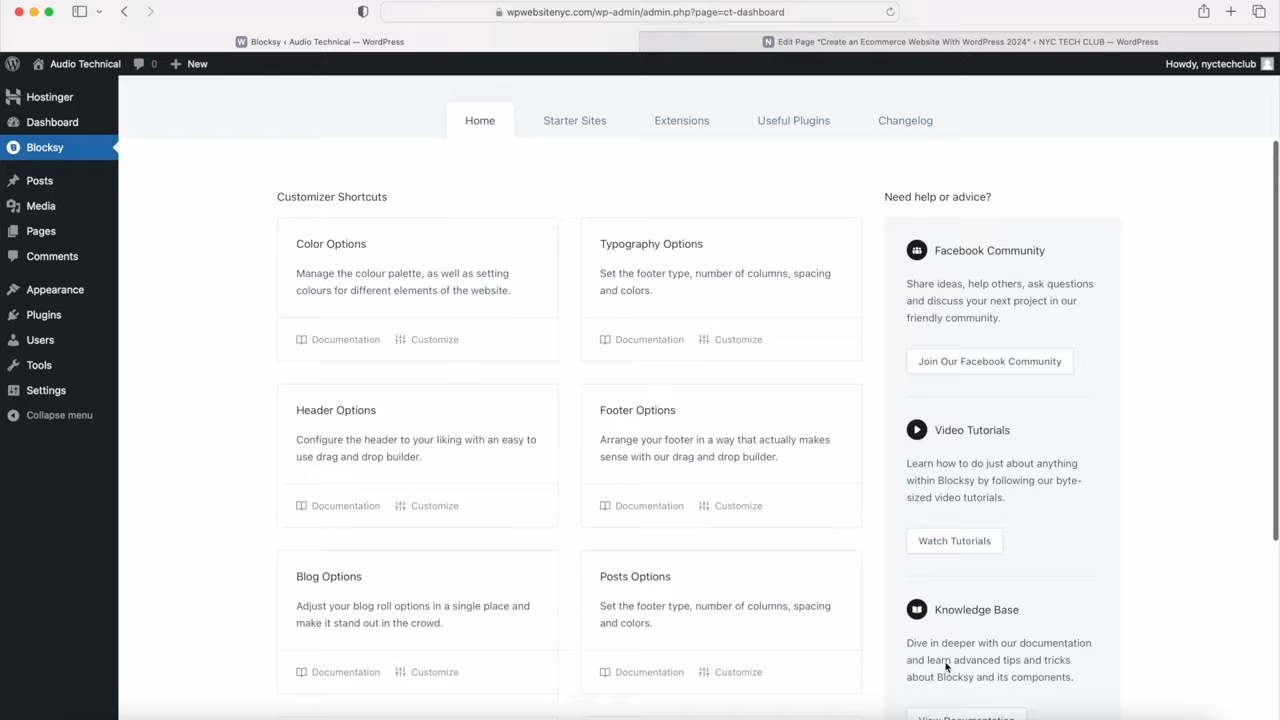 wpwebsitenyc.com/wp-admin/admin.php?page=ct-dashboard
Blocksy ‹ Audio Technical — WordPress
Edit Page “Create an Ecommerce Website With WordPress 2024” ‹ NYC TECH CLUB — WordPress
Audio Technical
0
New
Howdy, nyctechclub
Hostinger
Dashboard
Blocksy
Posts
Media
Pages
Comments
Appearance
Plugins
Users
Tools
Settings
Collapse menu
Home
Starter Sites
Extensions
Useful Plugins
Changelog
Customizer Shortcuts
Color Options
Manage the colour palette, as well as setting
colours for different elements of the website.
Documentation
Customize
Typography Options
Set the footer type, number of columns, spacing
and colors.
Documentation
Customize
Header Options
Configure the header to your liking with an easy to
use drag and drop builder.
Documentation
Customize
Footer Options
Arrange your footer in a way that actually makes
sense with our drag and drop builder.
Documentation
Customize
Blog Options
Adjust your blog roll options in a single place and
make it stand out in the crowd.
Documentation
Customize
Posts Options
Set the footer type, number of columns, spacing
and colors.
Documentation
Customize
Need help or advice?
Facebook Community
Share ideas, help others, ask questions
and discuss your next project in our
friendly community.
Join Our Facebook Community
Video Tutorials
Learn how to do just about anything
within Blocksy by following our byte-
sized video tutorials.
Watch Tutorials
Knowledge Base
Dive in deeper with our documentation
and learn advanced tips and tricks
about Blocksy and its components.
View Documentation